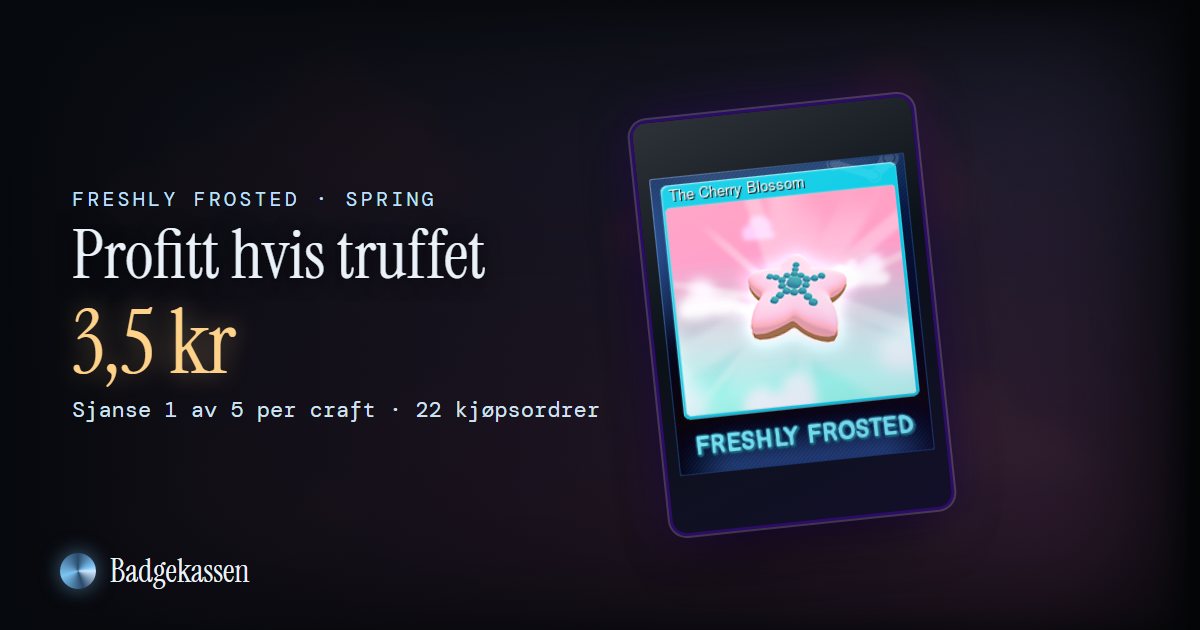 FRESHLY FROSTED · SPRING
Profitt hvis truffet
3,5 kr
Sjanse 1 av 5 per craft · 22 kjøpsordrer
The Cherry Blossom
FRESHLY FROSTED
Badgekassen